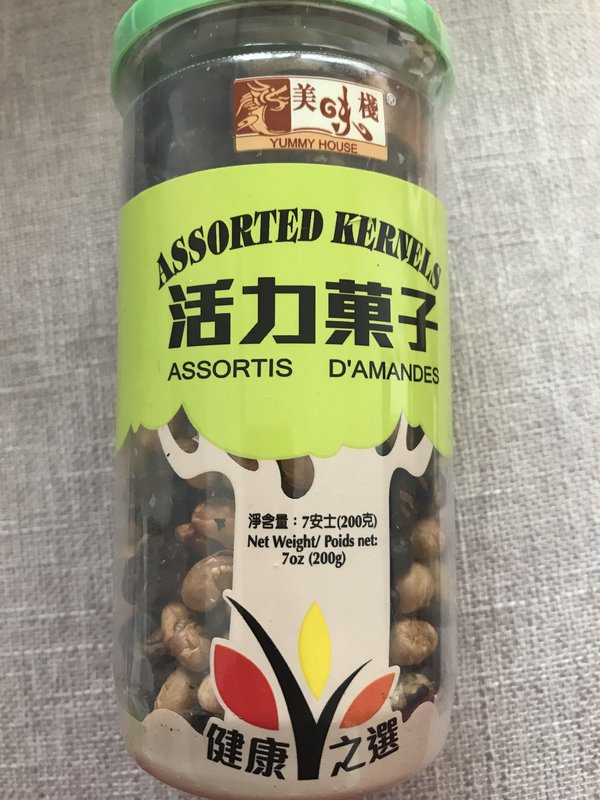 美味棧®
YUMMY HOUSE
ASSORTED KERNELS
活力菓子
ASSORTIS D'AMANDES
淨含量：7安士(200克)
Net Weight/ Poids net:
7oz (200g)
健康之選